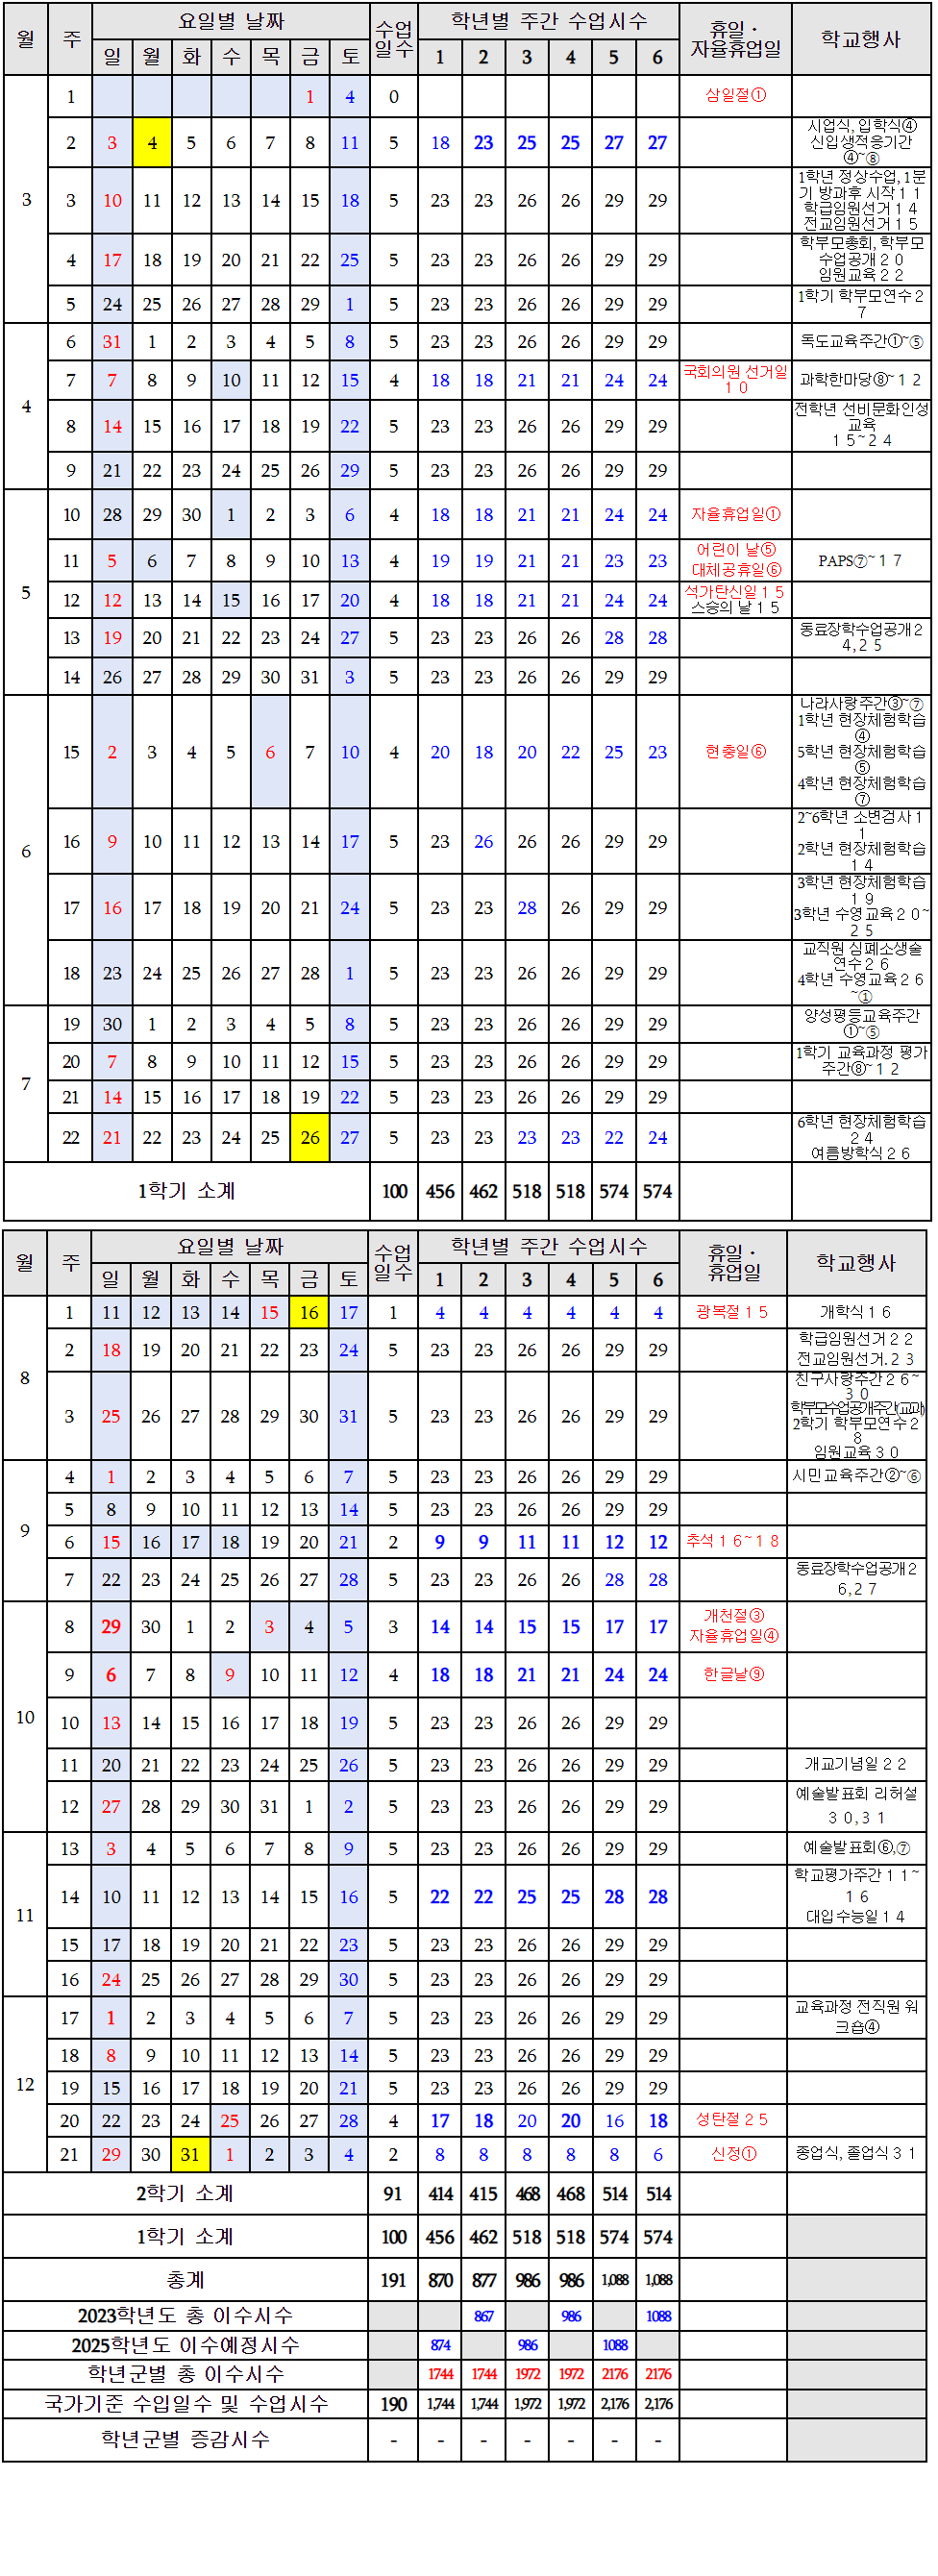 월 주 요일별 날짜 수업일수 학년별 주간 수업시수 휴일·자율휴업일 학교행사
일 월 화 수 목 금 토 1 2 3 4 5 6
3 1 1 4 0 삼일절①
2 3 4 5 6 7 8 11 5 18 23 25 25 27 27 시업식, 입학식④ 신입생적응기간④~⑧
3 10 11 12 13 14 15 18 5 23 23 26 26 29 29 1학년 정상수업, 1분기 방과후 시작11 학급임원선거14 전교임원선거15
4 17 18 19 20 21 22 25 5 23 23 26 26 29 29 학부모총회, 학부모수업공개20 임원교육22
5 24 25 26 27 28 29 1 5 23 23 26 26 29 29 1학기 학부모연수27
4 6 31 1 2 3 4 5 8 5 23 23 26 26 29 29 독도교육주간①~⑤
7 7 8 9 10 11 12 15 4 18 18 21 21 24 24 국회의원 선거일10 과학한마당⑧~12
8 14 15 16 17 18 19 22 5 23 23 26 26 29 29 전학년 선비문화인성교육 15~24
9 21 22 23 24 25 26 29 5 23 23 26 26 29 29
5 10 28 29 30 1 2 3 6 4 18 18 21 21 24 24 자율휴업일①
11 5 6 7 8 9 10 13 4 19 19 21 21 23 23 어린이 날⑤ 대체공휴일⑥ PAPS⑦~17
12 12 13 14 15 16 17 20 4 18 18 21 21 24 24 석가탄신일15 스승의 날15
13 19 20 21 22 23 24 27 5 23 23 26 26 28 28 동료장학수업공개24,25
14 26 27 28 29 30 31 3 5 23 23 26 26 29 29
6 15 2 3 4 5 6 7 10 4 20 18 20 22 25 23 현충일⑥ 나라사랑주간③~⑦ 1학년 현장체험학습④ 5학년 현장체험학습⑤ 4학년 현장체험학습⑦
16 9 10 11 12 13 14 17 5 23 26 26 26 29 29 2~6학년 소변검사11 2학년 현장체험학습14
17 16 17 18 19 20 21 24 5 23 23 28 26 29 29 3학년 현장체험학습19 3학년 수영교육20~25
18 23 24 25 26 27 28 1 5 23 23 26 26 29 29 교직원 심폐소생술 연수26 4학년 수영교육26~①
7 19 30 1 2 3 4 5 8 5 23 23 26 26 29 29 양성평등교육주간①~⑤
20 7 8 9 10 11 12 15 5 23 23 26 26 29 29 1학기 교육과정 평가주간⑧~12
21 14 15 16 17 18 19 22 5 23 23 26 26 29 29
22 21 22 23 24 25 26 27 5 23 23 23 23 22 24 6학년 현장체험학습24 여름방학식26
1학기 소계 100 456 462 518 518 574 574
월 주 요일별 날짜 수업일수 학년별 주간 수업시수 휴일·휴업일 학교행사
일 월 화 수 목 금 토 1 2 3 4 5 6
8 1 11 12 13 14 15 16 17 1 4 4 4 4 4 4 광복절15 개학식16
2 18 19 20 21 22 23 24 5 23 23 26 26 29 29 학급임원선거22 전교임원선거.23
3 25 26 27 28 29 30 31 5 23 23 26 26 29 29 친구사랑주간26~30 학부모수업공개주간(교과) 2학기 학부모연수28 임원교육30
9 4 1 2 3 4 5 6 7 5 23 23 26 26 29 29 시민교육주간②~⑥
5 8 9 10 11 12 13 14 5 23 23 26 26 29 29
6 15 16 17 18 19 20 21 2 9 9 11 11 12 12 추석16~18
7 22 23 24 25 26 27 28 5 23 23 26 26 28 28 동료장학수업공개26,27
10 8 29 30 1 2 3 4 5 3 14 14 15 15 17 17 개천절③ 자율휴업일④
9 6 7 8 9 10 11 12 4 18 18 21 21 24 24 한글날⑨
10 13 14 15 16 17 18 19 5 23 23 26 26 29 29
11 20 21 22 23 24 25 26 5 23 23 26 26 29 29 개교기념일22
12 27 28 29 30 31 1 2 5 23 23 26 26 29 29 예술발표회 리허설 30,31
11 13 3 4 5 6 7 8 9 5 23 23 26 26 29 29 예술발표회⑥,⑦
14 10 11 12 13 14 15 16 5 22 22 25 25 28 28 학교평가주간11~16 대입수능일14
15 17 18 19 20 21 22 23 5 23 23 26 26 29 29
16 24 25 26 27 28 29 30 5 23 23 26 26 29 29
12 17 1 2 3 4 5 6 7 5 23 23 26 26 29 29 교육과정 전직원 워크숍④
18 8 9 10 11 12 13 14 5 23 23 26 26 29 29
19 15 16 17 18 19 20 21 5 23 23 26 26 29 29
20 22 23 24 25 26 27 28 4 17 18 20 20 16 18 성탄절25
21 29 30 31 1 2 3 4 2 8 8 8 8 8 6 신정① 종업식, 졸업식31
2학기 소계 91 414 415 468 468 514 514
1학기 소계 100 456 462 518 518 574 574
총계 191 870 877 986 986 1,088 1,088
2023학년도 총 이수시수 867 986 1088
2025학년도 이수예정시수 874 986 1088
학년군별 총 이수시수 1744 1744 1972 1972 2176 2176
국가기준 수입일수 및 수업시수 190 1,744 1,744 1,972 1,972 2,176 2,176
학년군별 증감시수 - - - - - - -